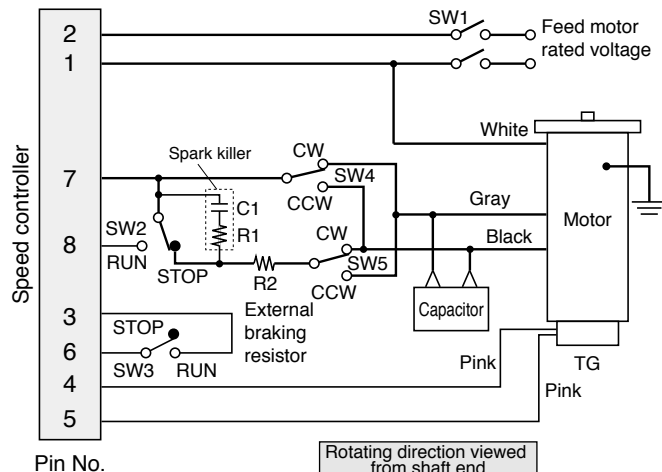 2
SW1
Feed motor
rated voltage
1
White
Speed controller
Spark killer
7
CW
SW4
CCW
C1
R1
Gray
Motor
SW2
8
RUN
STOP
CW
SW5
CCW
Black
R2
Capacitor
3
STOP
External
braking
resistor
6
SW3
RUN
Pink
TG
4
Pink
5
Pin No.
Rotating direction viewed
from shaft end